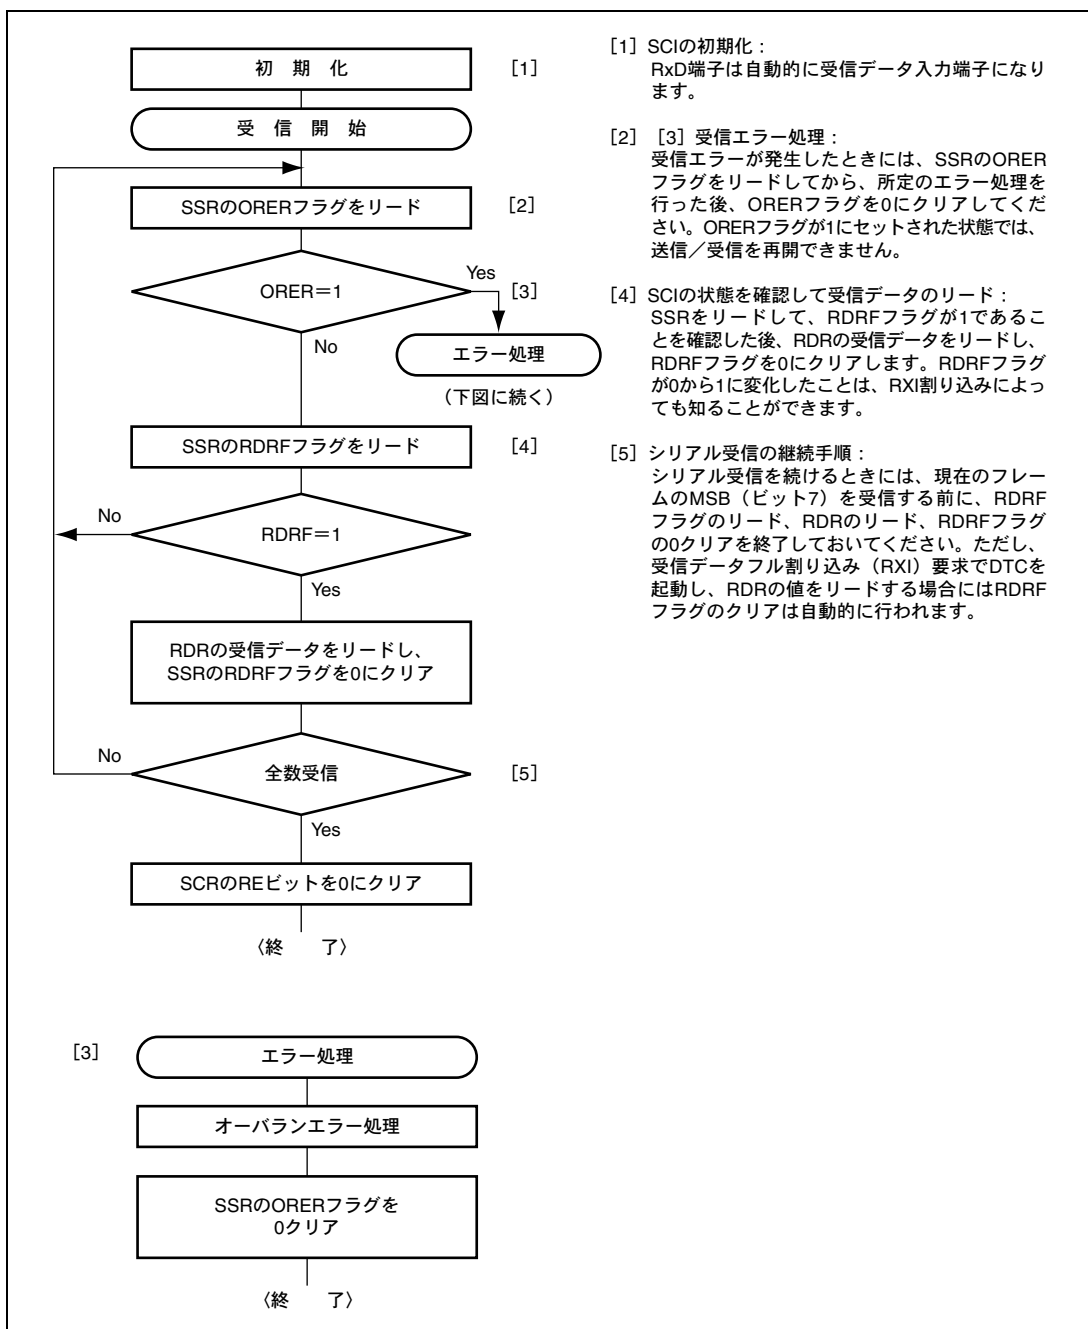 初 期 化 [1]
受 信 開 始
SSRのORERフラグをリード [2]
ORER=1
Yes
[3]
No
エラー処理
(下図に続く)
SSRのRDRFフラグをリード [4]
No
RDRF=1
Yes
RDRの受信データをリードし、
SSRのRDRFフラグを0にクリア
No
全数受信 [5]
Yes
SCRのREビットを0にクリア
〈終 了〉
[3] エラー処理
オーバランエラー処理
SSRのORERフラグを
0クリア
〈終 了〉
[1] SCIの初期化:
RxD端子は自動的に受信データ入力端子になり
ます。
[2] [3] 受信エラー処理:
受信エラーが発生したときには、SSRのORER
フラグをリードしてから、所定のエラー処理を
行った後、ORERフラグを0にクリアしてくだ
さい。ORERフラグが1にセットされた状態では、
送信/受信を再開できません。
[4] SCIの状態を確認して受信データのリード:
SSRをリードして、RDRFフラグが1であるこ
とを確認した後、RDRの受信データをリードし、
RDRFフラグを0にクリアします。RDRFフラグ
が0から1に変化したことは、RXI割り込みによっ
ても知ることができます。
[5] シリアル受信の継続手順:
シリアル受信を続けるときには、現在のフレー
ムのMSB(ビット7)を受信する前に、RDRF
フラグのリード、RDRのリード、RDRFフラグ
の0クリアを終了しておいてください。ただし、
受信データフル割り込み(RXI)要求でDTCを
起動し、RDRの値をリードする場合にはRDRF
フラグのクリアは自動的に行われます。